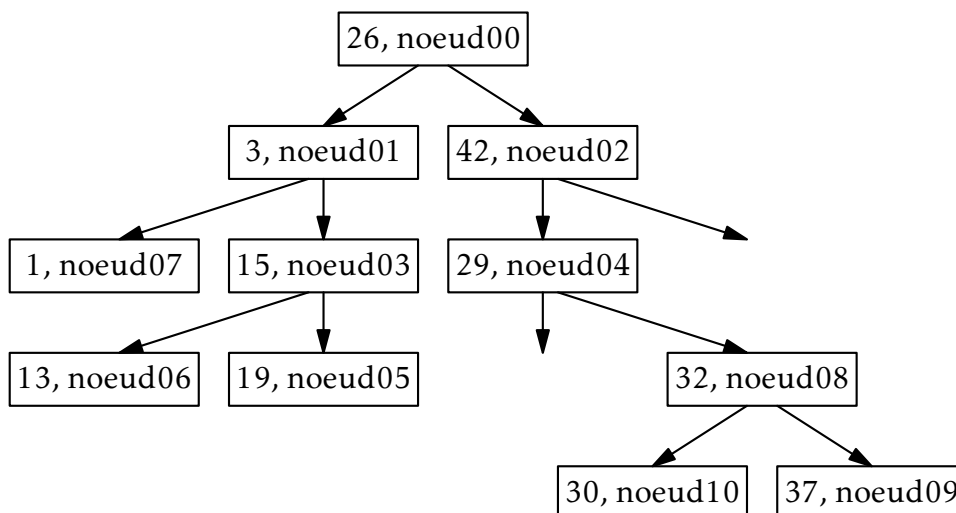 26, noeud00
3, noeud01
42, noeud02
1, noeud07
15, noeud03
29, noeud04
13, noeud06
19, noeud05
32, noeud08
30, noeud10
37, noeud09